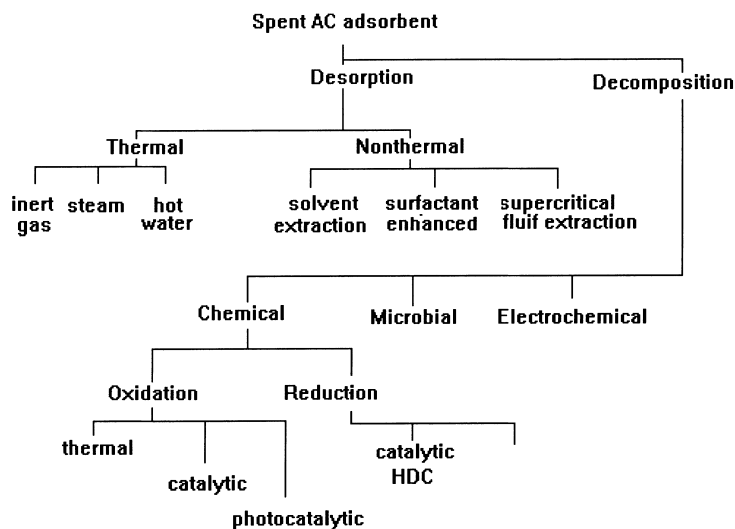 Spent AC adsorbent
Desorption
Decomposition
Thermal
Nonthermal
inert
gas
steam
hot
water
solvent
extraction
surfactant
enhanced
supercritical
fluif extraction
Chemical
Microbial
Electrochemical
Oxidation
Reduction
thermal
catalytic
photocatalytic
catalytic
HDC